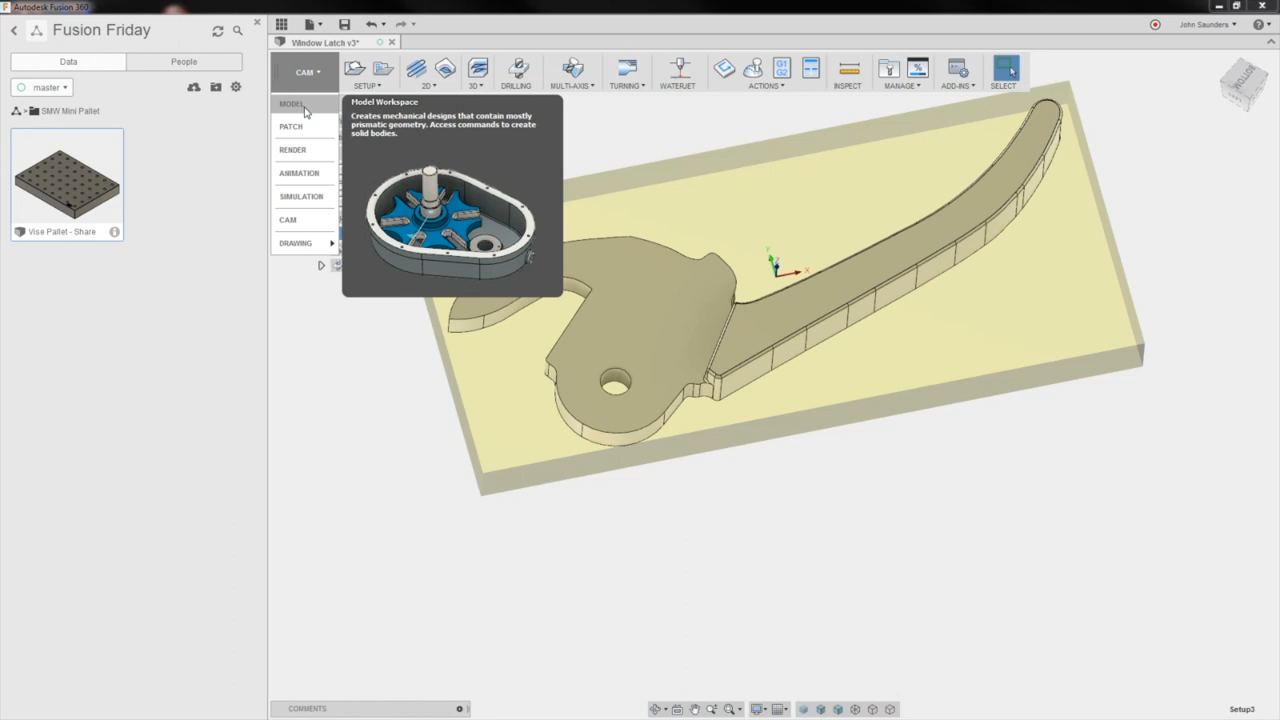 Autodesk Fusion 360
Fusion Friday
Data
People
master
SMW Mini Pallet
Vise Pallet - Share
John Saunders
Window Latch v3*
CAM
SETUP
2D
3D
DRILLING
MULTI-AXIS
TURNING
WATERJET
G1
G2
ACTIONS
INSPECT
MANAGE
ADD-INS
SELECT
MODEL
PATCH
RENDER
ANIMATION
SIMULATION
CAM
DRAWING
Model Workspace
Creates mechanical designs that contain mostly
prismatic geometry. Access commands to create
solid bodies.
Y
Z
X
BOTTOM
COMMENTS
Setup3